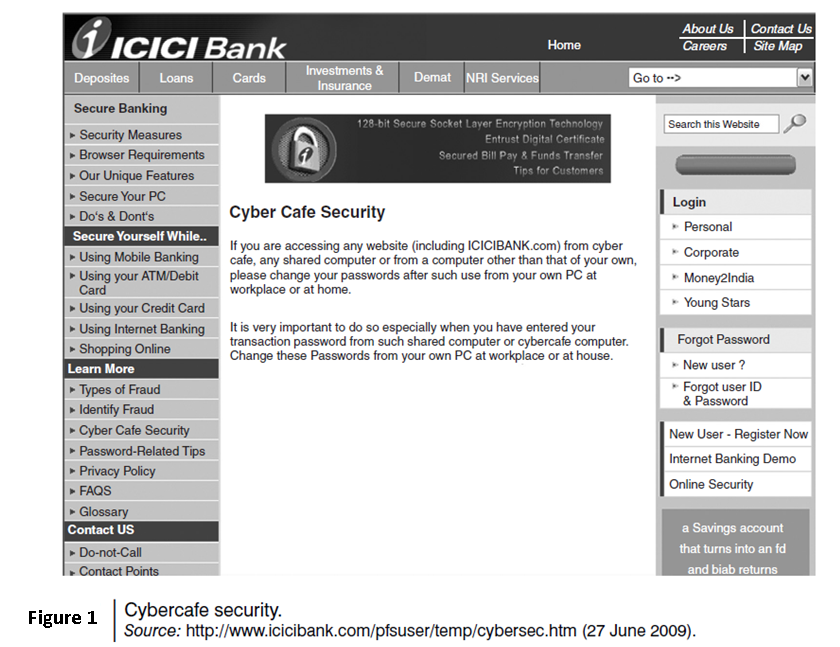 i ICICI Bank
Home
About Us Contact Us
Careers Site Map
Deposites Loans Cards Investments & Insurance Demat NRI Services Go to -->
Secure Banking
Security Measures
Browser Requirements
Our Unique Features
Secure Your PC
Do's & Dont's
Secure Yourself While..
Using Mobile Banking
Using your ATM/Debit
Card
Using your Credit Card
Using Internet Banking
Shopping Online
Learn More
Types of Fraud
Identify Fraud
Cyber Cafe Security
Password-Related Tips
Privacy Policy
FAQS
Glossary
Contact US
Do-not-Call
Contact Points
128-bit Secure Socket Layer Encryption Technology
Entrust Digital Certificate
Secured Bill Pay & Funds Transfer
Tips for Customers
Cyber Cafe Security
If you are accessing any website (including ICICIBANK.com) from cyber
cafe, any shared computer or from a computer other than that of your own,
please change your passwords after such use from your own PC at
workplace or at home.
It is very important to do so especially when you have entered your
transaction password from such shared computer or cybercafe computer.
Change these Passwords from your own PC at workplace or at house.
Search this Website
Login
Personal
Corporate
Money2India
Young Stars
Forgot Password
New user ?
Forgot user ID
& Password
New User - Register Now
Internet Banking Demo
Online Security
a Savings account
that turns into an fd
and biab returns
Figure 1
Cybercafe security.
Source: http://www.icicibank.com/pfsuser/temp/cybersec.htm (27 June 2009).